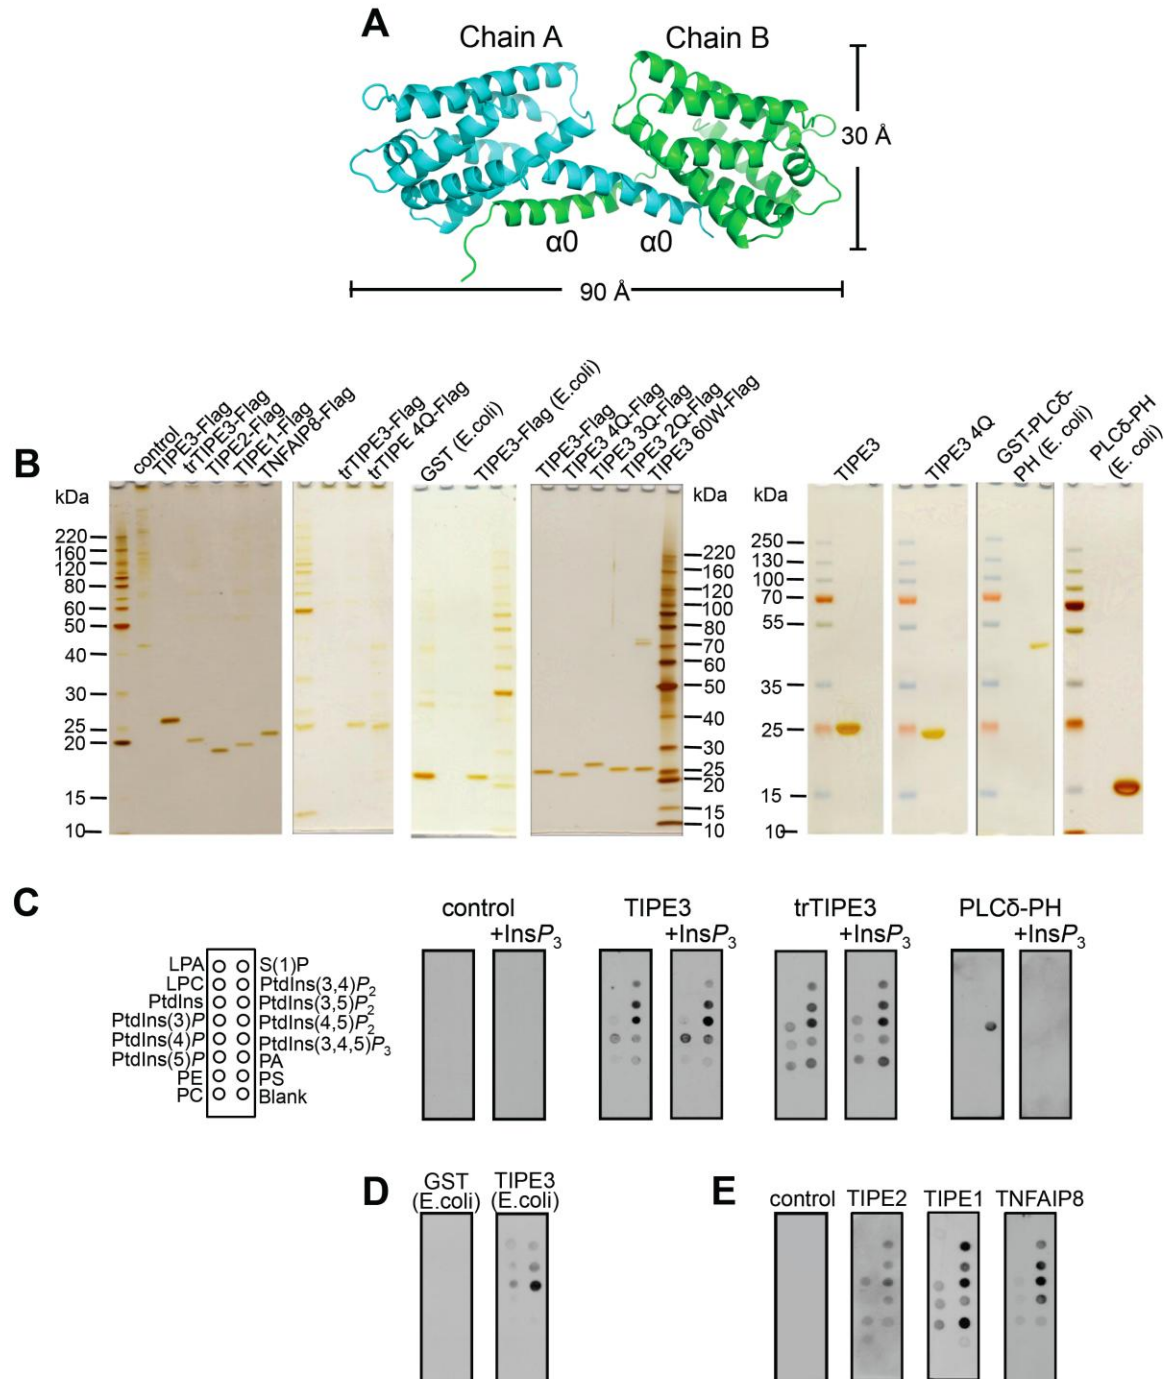 A
Chain A
Chain B
30 Å
α0
α0
90 Å
B
kDa
control
TIPE3-Flag
trTIPE3-Flag
TIPE2-Flag
TIPE1-Flag
TNFAIP8-Flag
trTIPE3-Flag
trTIPE 4Q-Flag
GST (E.coli)
TIPE3-Flag (E.coli)
TIPE3-Flag
TIPE3 4Q-Flag
TIPE3 3Q-Flag
TIPE3 2Q-Flag
TIPE3 60W-Flag
kDa
kDa
TIPE3
TIPE3 4Q
GST-PLCδ-
PH (E. coli)
PLCδ-PH
(E. coli)
220
160
120
80
60
50
40
30
25
20
15
10
220
160
120
100
80
70
60
50
40
30
25
20
15
10
250
130
100
70
55
35
25
15
10
C
control
+InsP3
TIPE3
+InsP3
trTIPE3
+InsP3
PLCδ-PH
+InsP3
LPA S(1)P
LPC PtdIns(3,4)P2
PtdIns PtdIns(3,5)P2
PtdIns(3)P PtdIns(4,5)P2
PtdIns(4)P PtdIns(3,4,5)P3
PtdIns(5)P PA
PE PS
PC Blank
D
GST
(E.coli)
TIPE3
(E.coli)
E
control
TIPE2
TIPE1
TNFAIP8